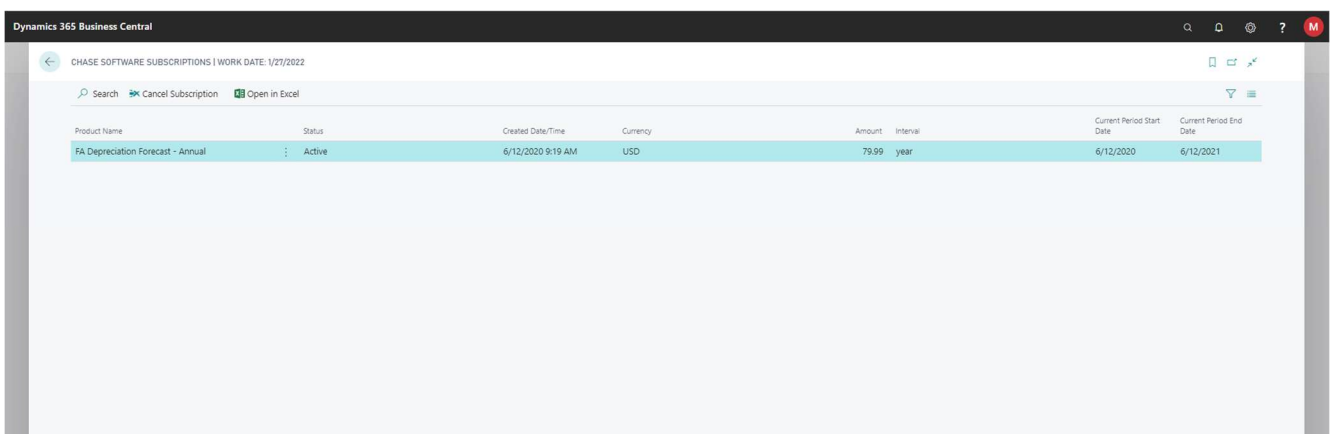 Dynamics 365 Business Central
? M
CHASE SOFTWARE SUBSCRIPTIONS | WORK DATE: 1/27/2022
Search Cancel Subscription Open in Excel
Product Name Status Created Date/Time Currency Amount Interval Current Period Start Date Current Period End Date
FA Depreciation Forecast - Annual Active 6/12/2020 9:19 AM USD 79.99 year 6/12/2020 6/12/2021